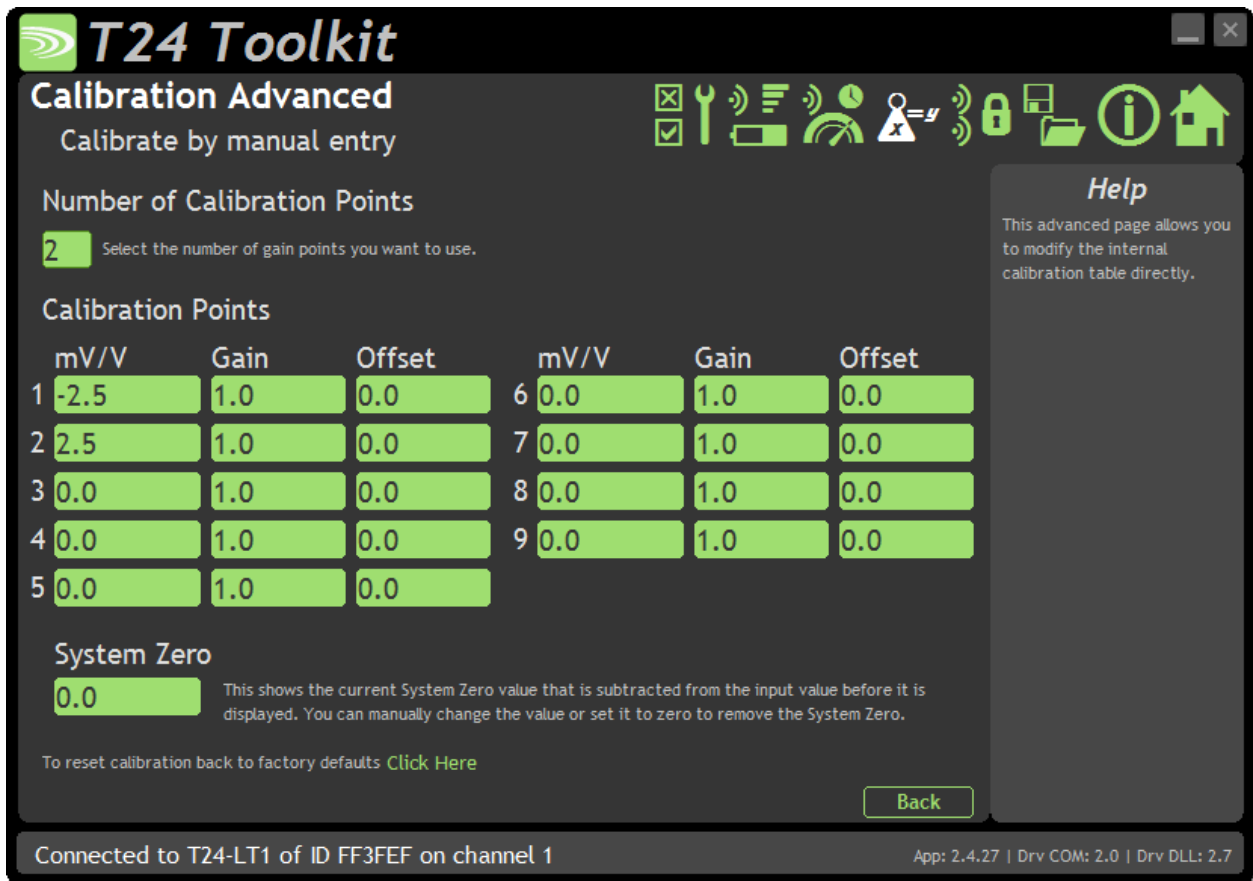 T24 Toolkit
Calibration Advanced
Calibrate by manual entry
x=y
Number of Calibration Points
2 Select the number of gain points you want to use.
Calibration Points
mV/V Gain Offset mV/V Gain Offset
1 -2.5 1.0 0.0 6 0.0 1.0 0.0
2 2.5 1.0 0.0 7 0.0 1.0 0.0
3 0.0 1.0 0.0 8 0.0 1.0 0.0
4 0.0 1.0 0.0 9 0.0 1.0 0.0
5 0.0 1.0 0.0
System Zero
0.0
This shows the current System Zero value that is subtracted from the input value before it is
displayed. You can manually change the value or set it to zero to remove the System Zero.
To reset calibration back to factory defaults Click Here
Back
Help
This advanced page allows you
to modify the internal
calibration table directly.
Connected to T24-LT1 of ID FF3FEF on channel 1
App: 2.4.27 | Drv COM: 2.0 | Drv DLL: 2.7